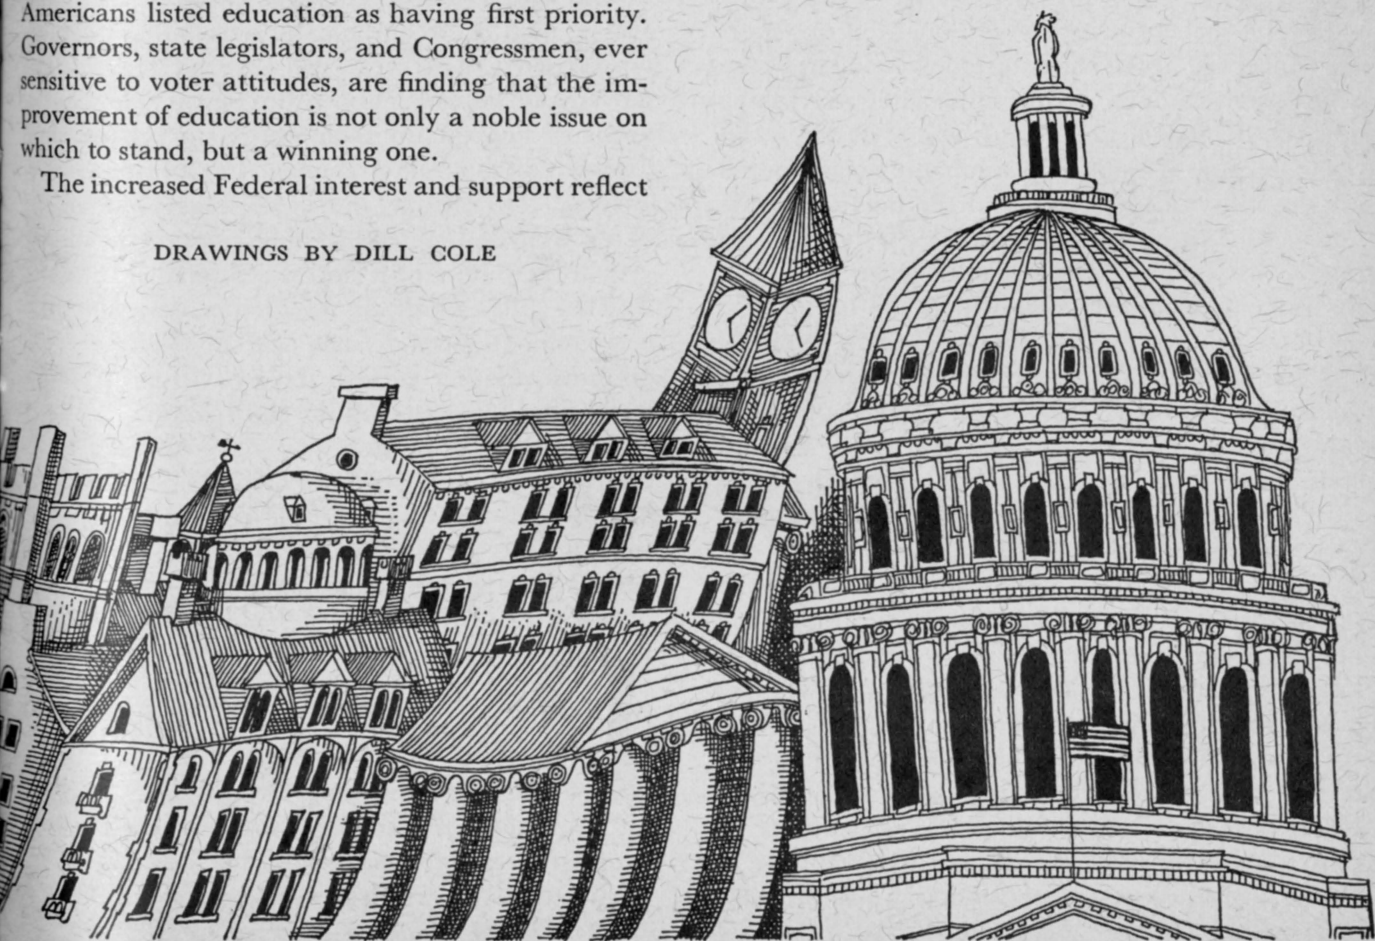 Americans listed education as having first priority.
Governors, state legislators, and Congressmen, ever
sensitive to voter attitudes, are finding that the im-
provement of education is not only a noble issue on
which to stand, but a winning one.
The increased Federal interest and support reflect
DRAWINGS BY DILL COLE